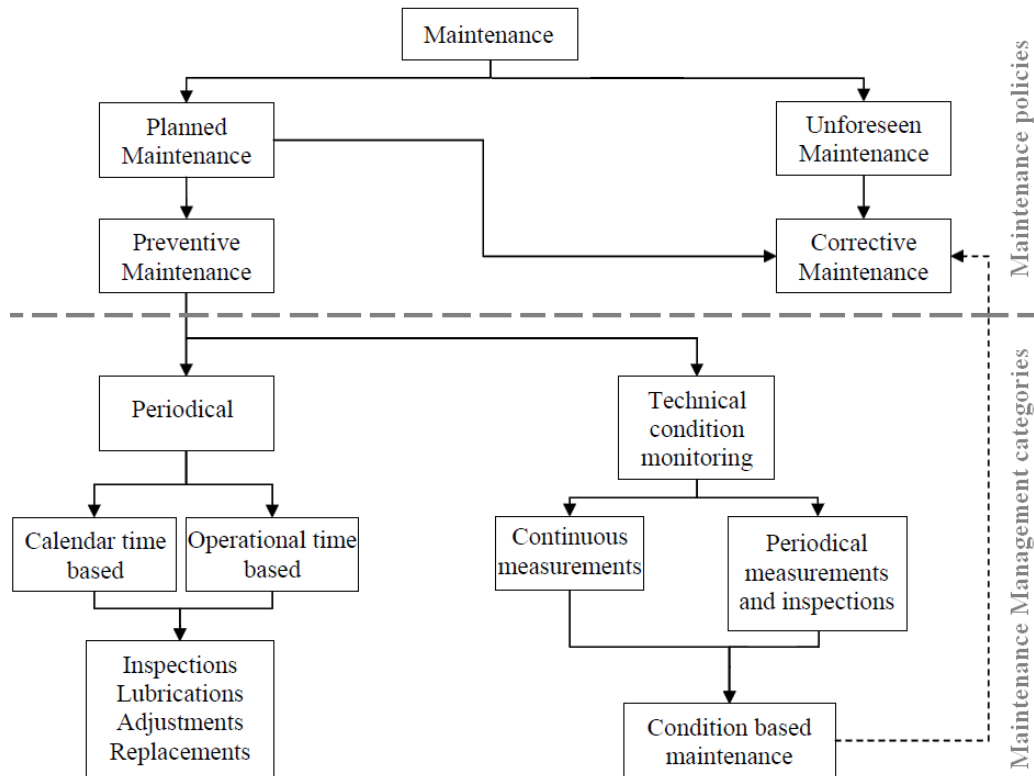 Maintenance
Planned
Maintenance
Unforeseen
Maintenance
Preventive
Maintenance
Corrective
Maintenance
Maintenance policies
Periodical
Technical
condition
monitoring
Calendar time
based
Operational time
based
Continuous
measurements
Periodical
measurements
and inspections
Inspections
Lubrications
Adjustments
Replacements
Condition based
maintenance
Maintenance Management categories